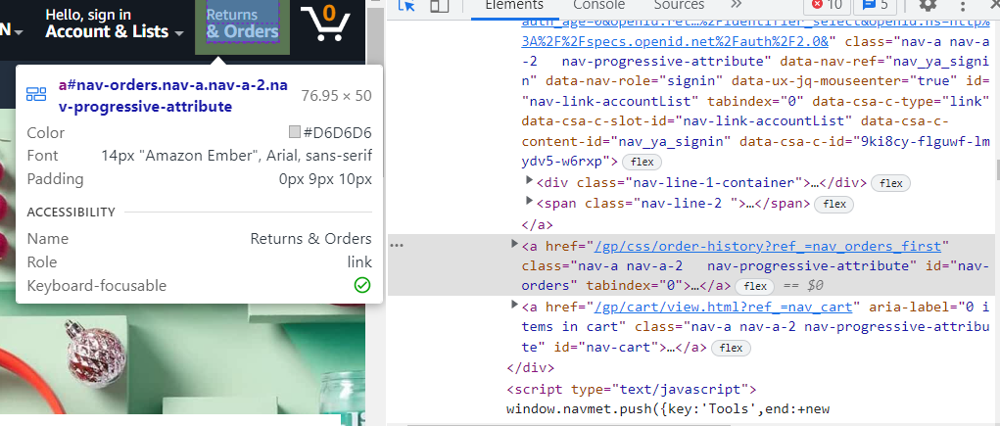 Hello, sign in
Account & Lists
Returns
& Orders
0
N
a#nav-orders.nav-a.nav-a-2.na
v-progressive-attribute
76.95 × 50
Color
#D6D6D6
Font
14px "Amazon Ember", Arial, sans-serif
Padding
0px 9px 10px
ACCESSIBILITY
Name
Returns & Orders
Role
link
Keyboard-focusable
Elements
Console
Sources
»
10
5
auth_age=0&openid.ret…%2Fidentifier_select&openid.ns=http
%3A%2F%2Fspecs.openid.net%2Fauth%2F2.0&" class="nav-a nav-a
-2   nav-progressive-attribute" data-nav-ref="nav_ya_signi
n" data-nav-role="signin" data-ux-jq-mouseenter="true" id=
"nav-link-accountList" tabindex="0" data-csa-c-type="link"
data-csa-c-slot-id="nav-link-accountList" data-csa-c-
content-id="nav_ya_signin" data-csa-c-id="9ki8cy-flguwf-lm
ydv5-w6rxp"> flex
<div class="nav-line-1-container">…</div> flex
<span class="nav-line-2 ">…</span> flex
</a>
… <a href="/gp/css/order-history?ref_=nav_orders_first"
class="nav-a nav-a-2   nav-progressive-attribute" id="nav-
orders" tabindex="0">…</a> flex == $0
<a href="/gp/cart/view.html?ref_=nav_cart" aria-label="0 i
tems in cart" class="nav-a nav-a-2 nav-progressive-attribu
te" id="nav-cart">…</a> flex
</div>
<script type="text/javascript">
window.navmet.push({key:'Tools',end:+new